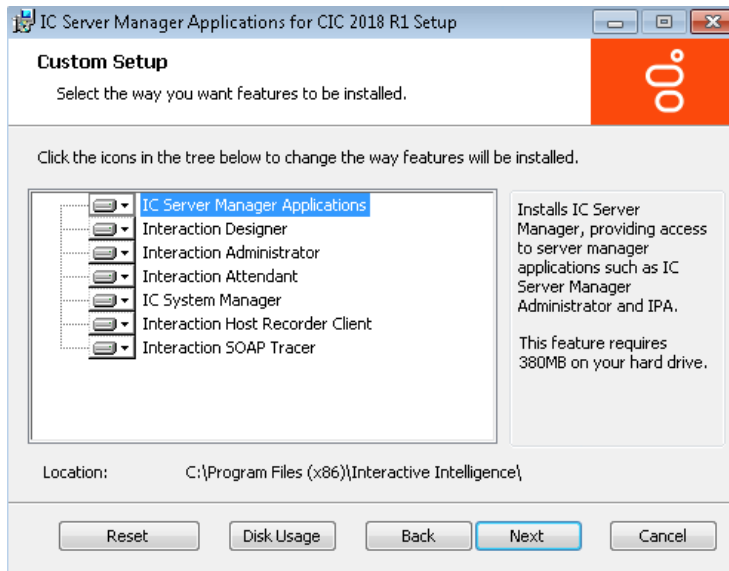 IC Server Manager Applications for CIC 2018 R1 Setup
Custom Setup
Select the way you want features to be installed.
Click the icons in the tree below to change the way features will be installed.
IC Server Manager Applications
Interaction Designer
Interaction Administrator
Interaction Attendant
IC System Manager
Interaction Host Recorder Client
Interaction SOAP Tracer
Installs IC Server
Manager, providing access
to server manager
applications such as IC
Server Manager
Administrator and IPA.
This feature requires
380MB on your hard drive.
Location: C:\Program Files (x86)\Interactive Intelligence\
Reset Disk Usage Back Next Cancel